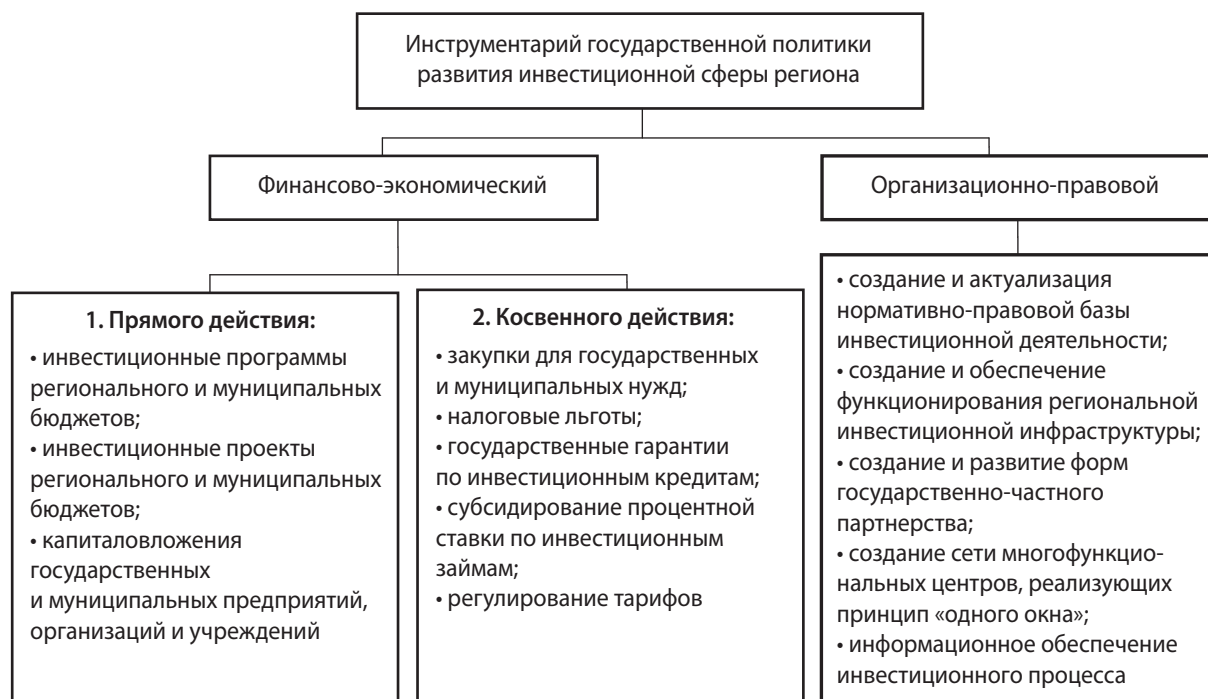 Инструментарий государственной политики
развития инвестиционной сферы региона
Финансово-экономический
Организационно-правовой
1. Прямого действия:
• инвестиционные программы
регионального и муниципальных
бюджетов;
• инвестиционные проекты
регионального и муниципальных
бюджетов;
• капиталовложения
государственных
и муниципальных предприятий,
организаций и учреждений
2. Косвенного действия:
• закупки для государственных
и муниципальных нужд;
• налоговые льготы;
• государственные гарантии
по инвестиционным кредитам;
• субсидирование процентной
ставки по инвестиционным
займам;
• регулирование тарифов
• создание и актуализация
нормативно-правовой базы
инвестиционной деятельности;
• создание и обеспечение
функционирования региональной
инвестиционной инфраструктуры;
• создание и развитие форм
государственно-частного
партнерства;
• создание сети многофункцио-
нальных центров, реализующих
принцип «одного окна»;
• информационное обеспечение
инвестиционного процесса